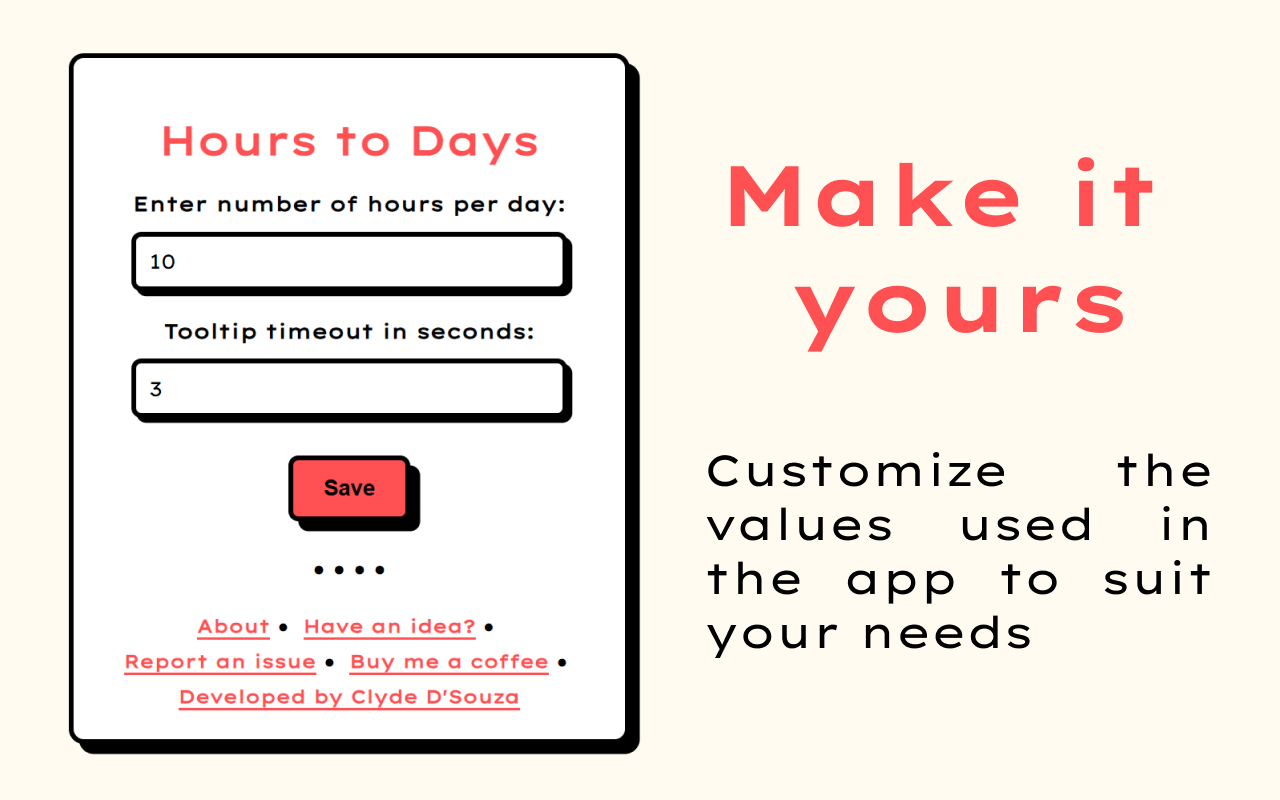 Hours to Days
Enter number of hours per day:
10
Tooltip timeout in seconds:
3
Save
• • • •
About • Have an idea? •
Report an issue • Buy me a coffee •
Developed by Clyde D'Souza
Make it
yours
Customize the
values used in
the app to suit
your needs